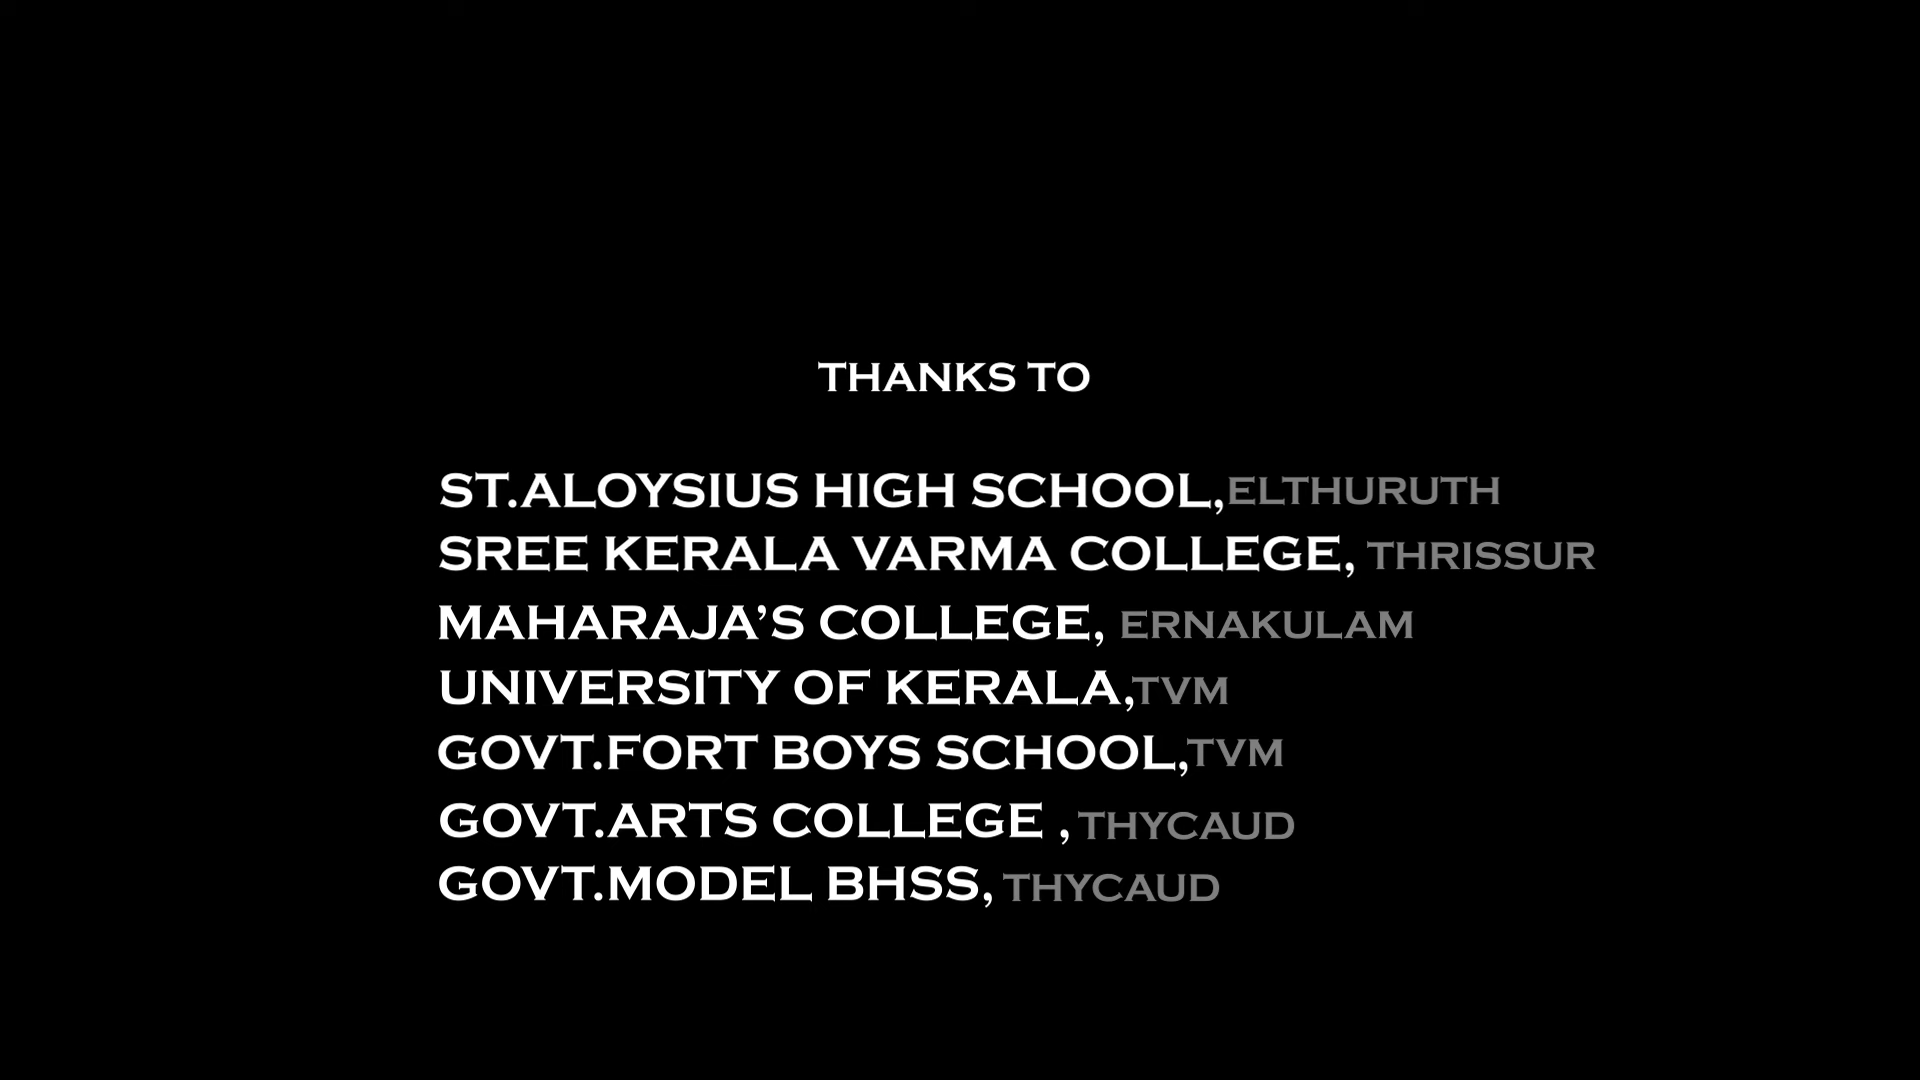 THANKS TO
ST.ALOYSIUS HIGH SCHOOL,ELTHURUTH
SREE KERALA VARMA COLLEGE, THRISSUR
MAHARAJA’S COLLEGE, ERNAKULAM
UNIVERSITY OF KERALA,TVM
GOVT.FORT BOYS SCHOOL,TVM
GOVT.ARTS COLLEGE ,THYCAUD
GOVT.MODEL BHSS, THYCAUD